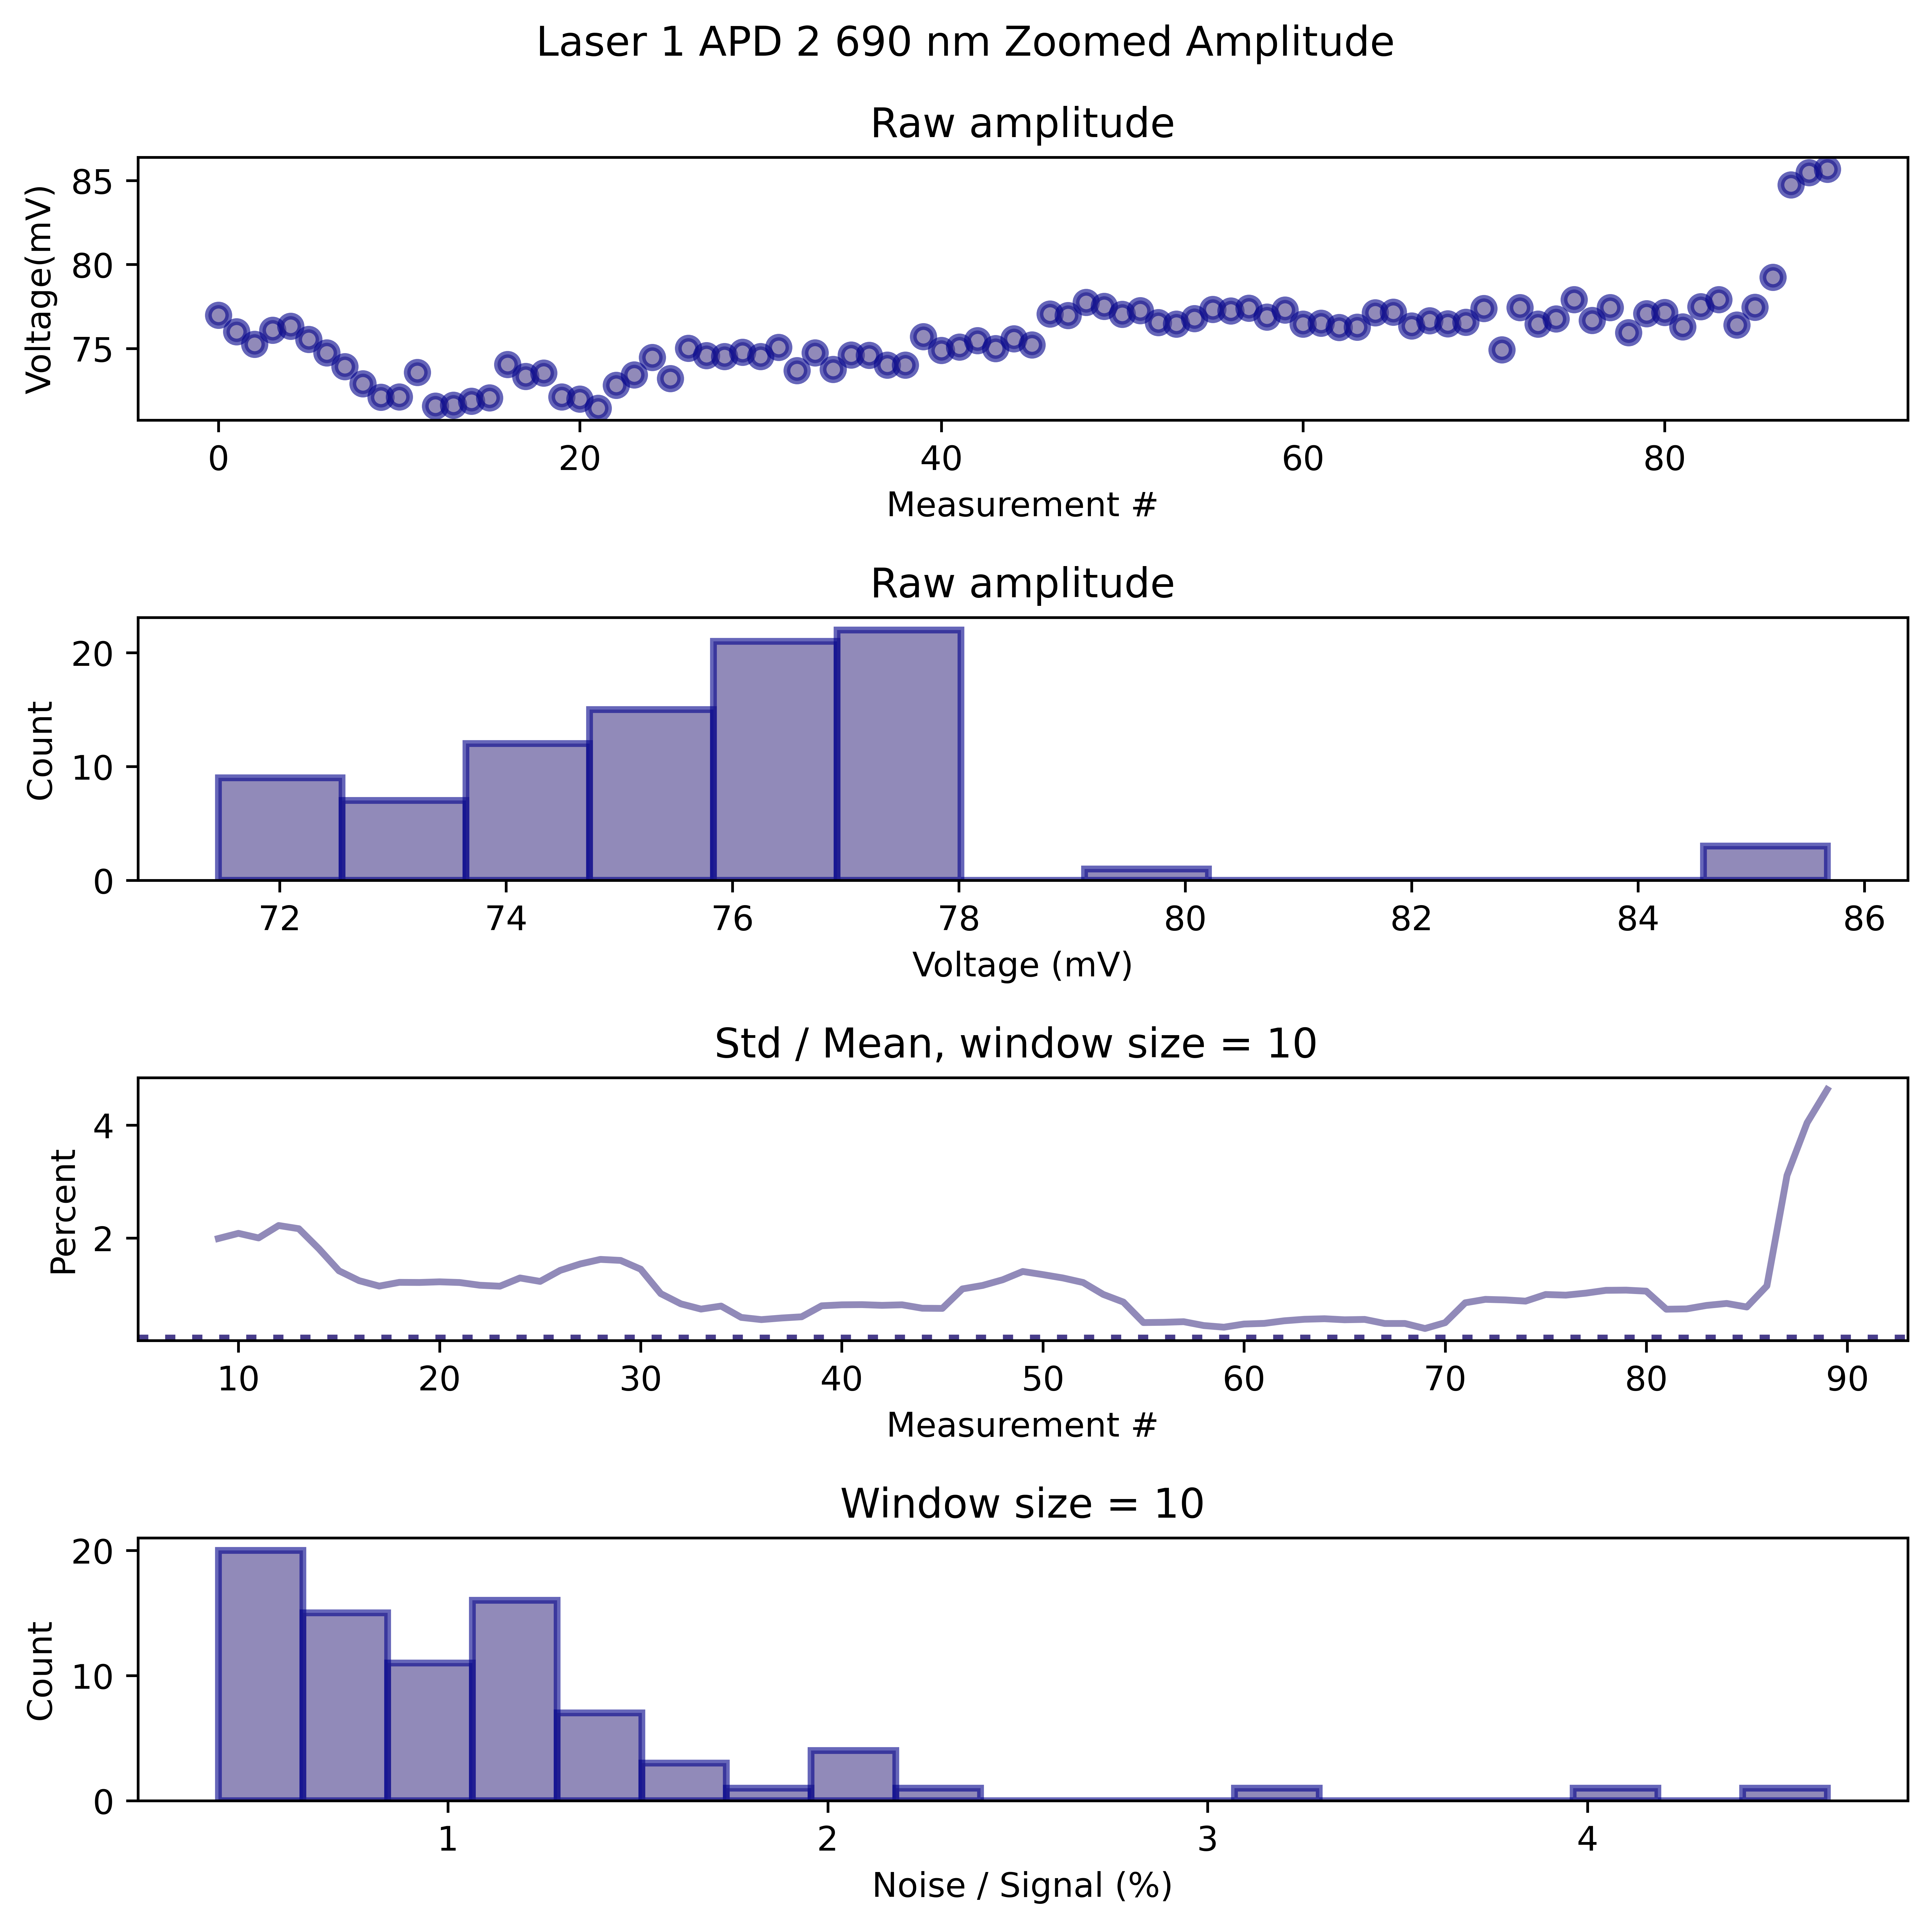 Laser 1 APD 2 690 nm Zoomed Amplitude
Raw amplitude
Voltage(mV)
85
80
75
0 20 40 60 80
Measurement #
Raw amplitude
Count
20
10
0
72 74 76 78 80 82 84 86
Voltage (mV)
Std / Mean, window size = 10
Percent
4
2
10 20 30 40 50 60 70 80 90
Measurement #
Window size = 10
Count
20
10
0
1 2 3 4
Noise / Signal (%)